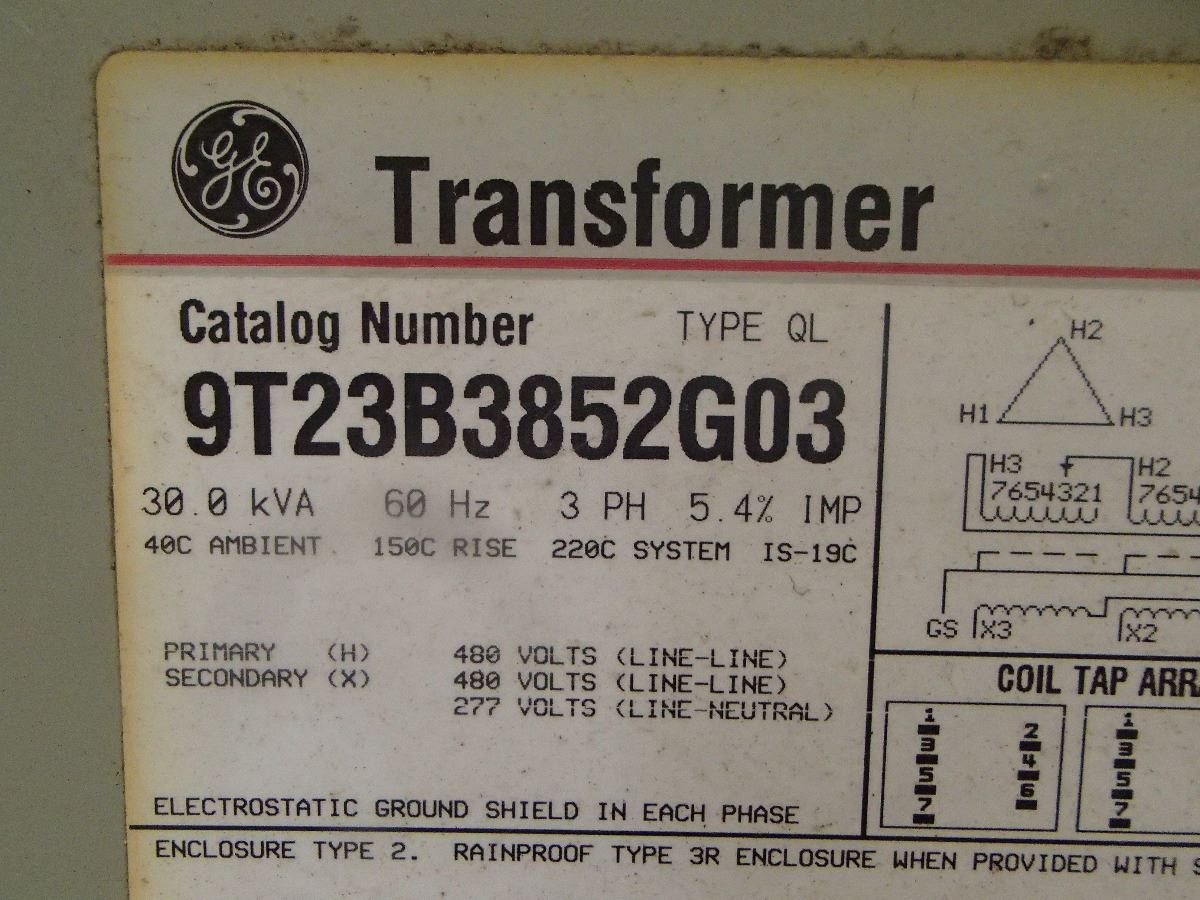 GE
Transformer
Catalog Number TYPE QL
9T23B3852G03
30.0 kVA 60 Hz 3 PH 5.4% IMP
40C AMBIENT 150C RISE 220C SYSTEM IS-19C
PRIMARY (H) 480 VOLTS (LINE-LINE)
SECONDARY (X) 480 VOLTS (LINE-LINE)
277 VOLTS (LINE-NEUTRAL)
ELECTROSTATIC GROUND SHIELD IN EACH PHASE
ENCLOSURE TYPE 2. RAINPROOF TYPE 3R ENCLOSURE WHEN PROVIDED WITH S
H2
H1 H3
H3 H2
7654321 7654
GS X3 X2
COIL TAP ARRA
1 2 1
3 4 3
5 6 5
7 7